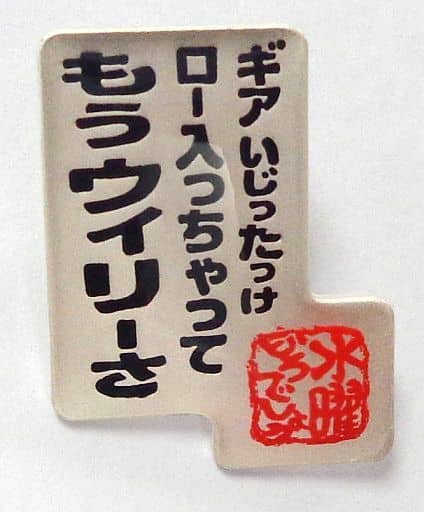 ギアいじったっけ
ロー入っちゃって
もうウィリーさ
水曜
どうでしょう